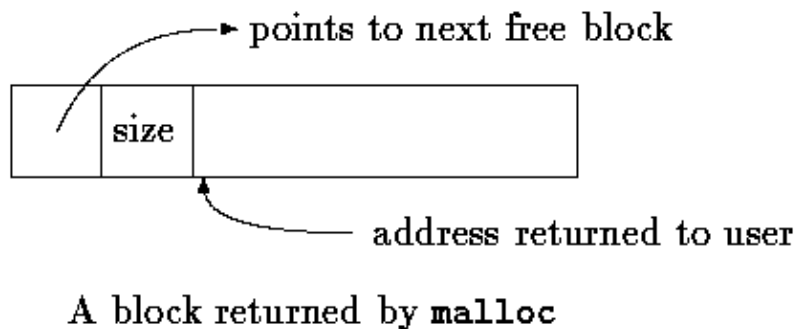 points to next free block
size
address returned to user
A block returned by malloc